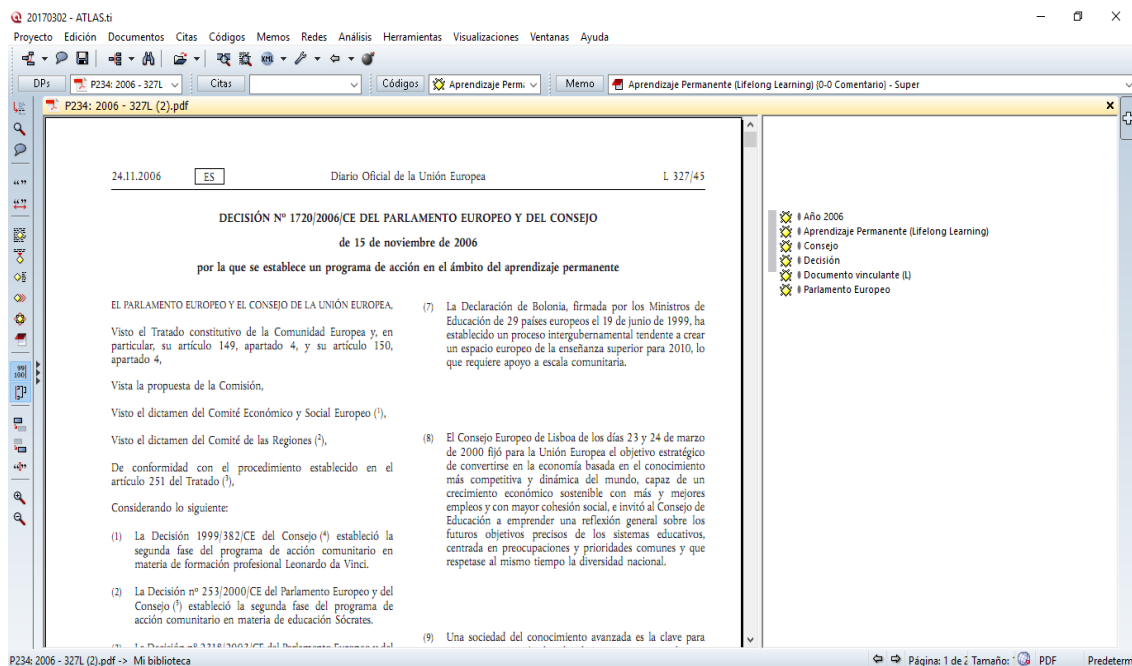 20170302 - ATLAS.ti
Proyecto Edición Documentos Citas Códigos Memos Redes Análisis Herramientas Visualizaciones Ventanas Ayuda
DPs P234: 2006 - 327L Citas Códigos Aprendizaje Perm Memo Aprendizaje Permanente (Lifelong Learning) {0-0 Comentario} - Super
P234: 2006 - 327L (2).pdf
24.11.2006 ES Diario Oficial de la Unión Europea L 327/45
DECISIÓN Nº 1720/2006/CE DEL PARLAMENTO EUROPEO Y DEL CONSEJO
de 15 de noviembre de 2006
por la que se establece un programa de acción en el ámbito del aprendizaje permanente
EL PARLAMENTO EUROPEO Y EL CONSEJO DE LA UNIÓN EUROPEA,
Visto el Tratado constitutivo de la Comunidad Europea y, en
particular, su artículo 149, apartado 4, y su artículo 150,
apartado 4,
Vista la propuesta de la Comisión,
Visto el dictamen del Comité Económico y Social Europeo (¹),
Visto el dictamen del Comité de las Regiones (²),
De conformidad con el procedimiento establecido en el
artículo 251 del Tratado (³),
Considerando lo siguiente:
(1) La Decisión 1999/382/CE del Consejo (⁴) estableció la
segunda fase del programa de acción comunitario en
materia de formación profesional Leonardo da Vinci.
(2) La Decisión nº 253/2000/CE del Parlamento Europeo y del
Consejo (⁵) estableció la segunda fase del programa de
acción comunitario en materia de educación Sócrates.
(7) La Declaración de Bolonia, firmada por los Ministros de
Educación de 29 países europeos el 19 de junio de 1999, ha
establecido un proceso intergubernamental tendente a crear
un espacio europeo de la enseñanza superior para 2010, lo
que requiere apoyo a escala comunitaria.
(8) El Consejo Europeo de Lisboa de los días 23 y 24 de marzo
de 2000 fijó para la Unión Europea el objetivo estratégico
de convertirse en la economía basada en el conocimiento
más competitiva y dinámica del mundo, capaz de un
crecimiento económico sostenible con más y mejores
empleos y con mayor cohesión social, e invitó al Consejo de
Educación a emprender una reflexión general sobre los
futuros objetivos precisos de los sistemas educativos,
centrada en preocupaciones y prioridades comunes y que
respetase al mismo tiempo la diversidad nacional.
(9) Una sociedad del conocimiento avanzada es la clave para
Año 2006
Aprendizaje Permanente (Lifelong Learning)
Consejo
Decisión
Documento vinculante (L)
Parlamento Europeo
P234: 2006 - 327L (2).pdf -> Mi biblioteca Página: 1 de Tamaño: PDF Predeterm